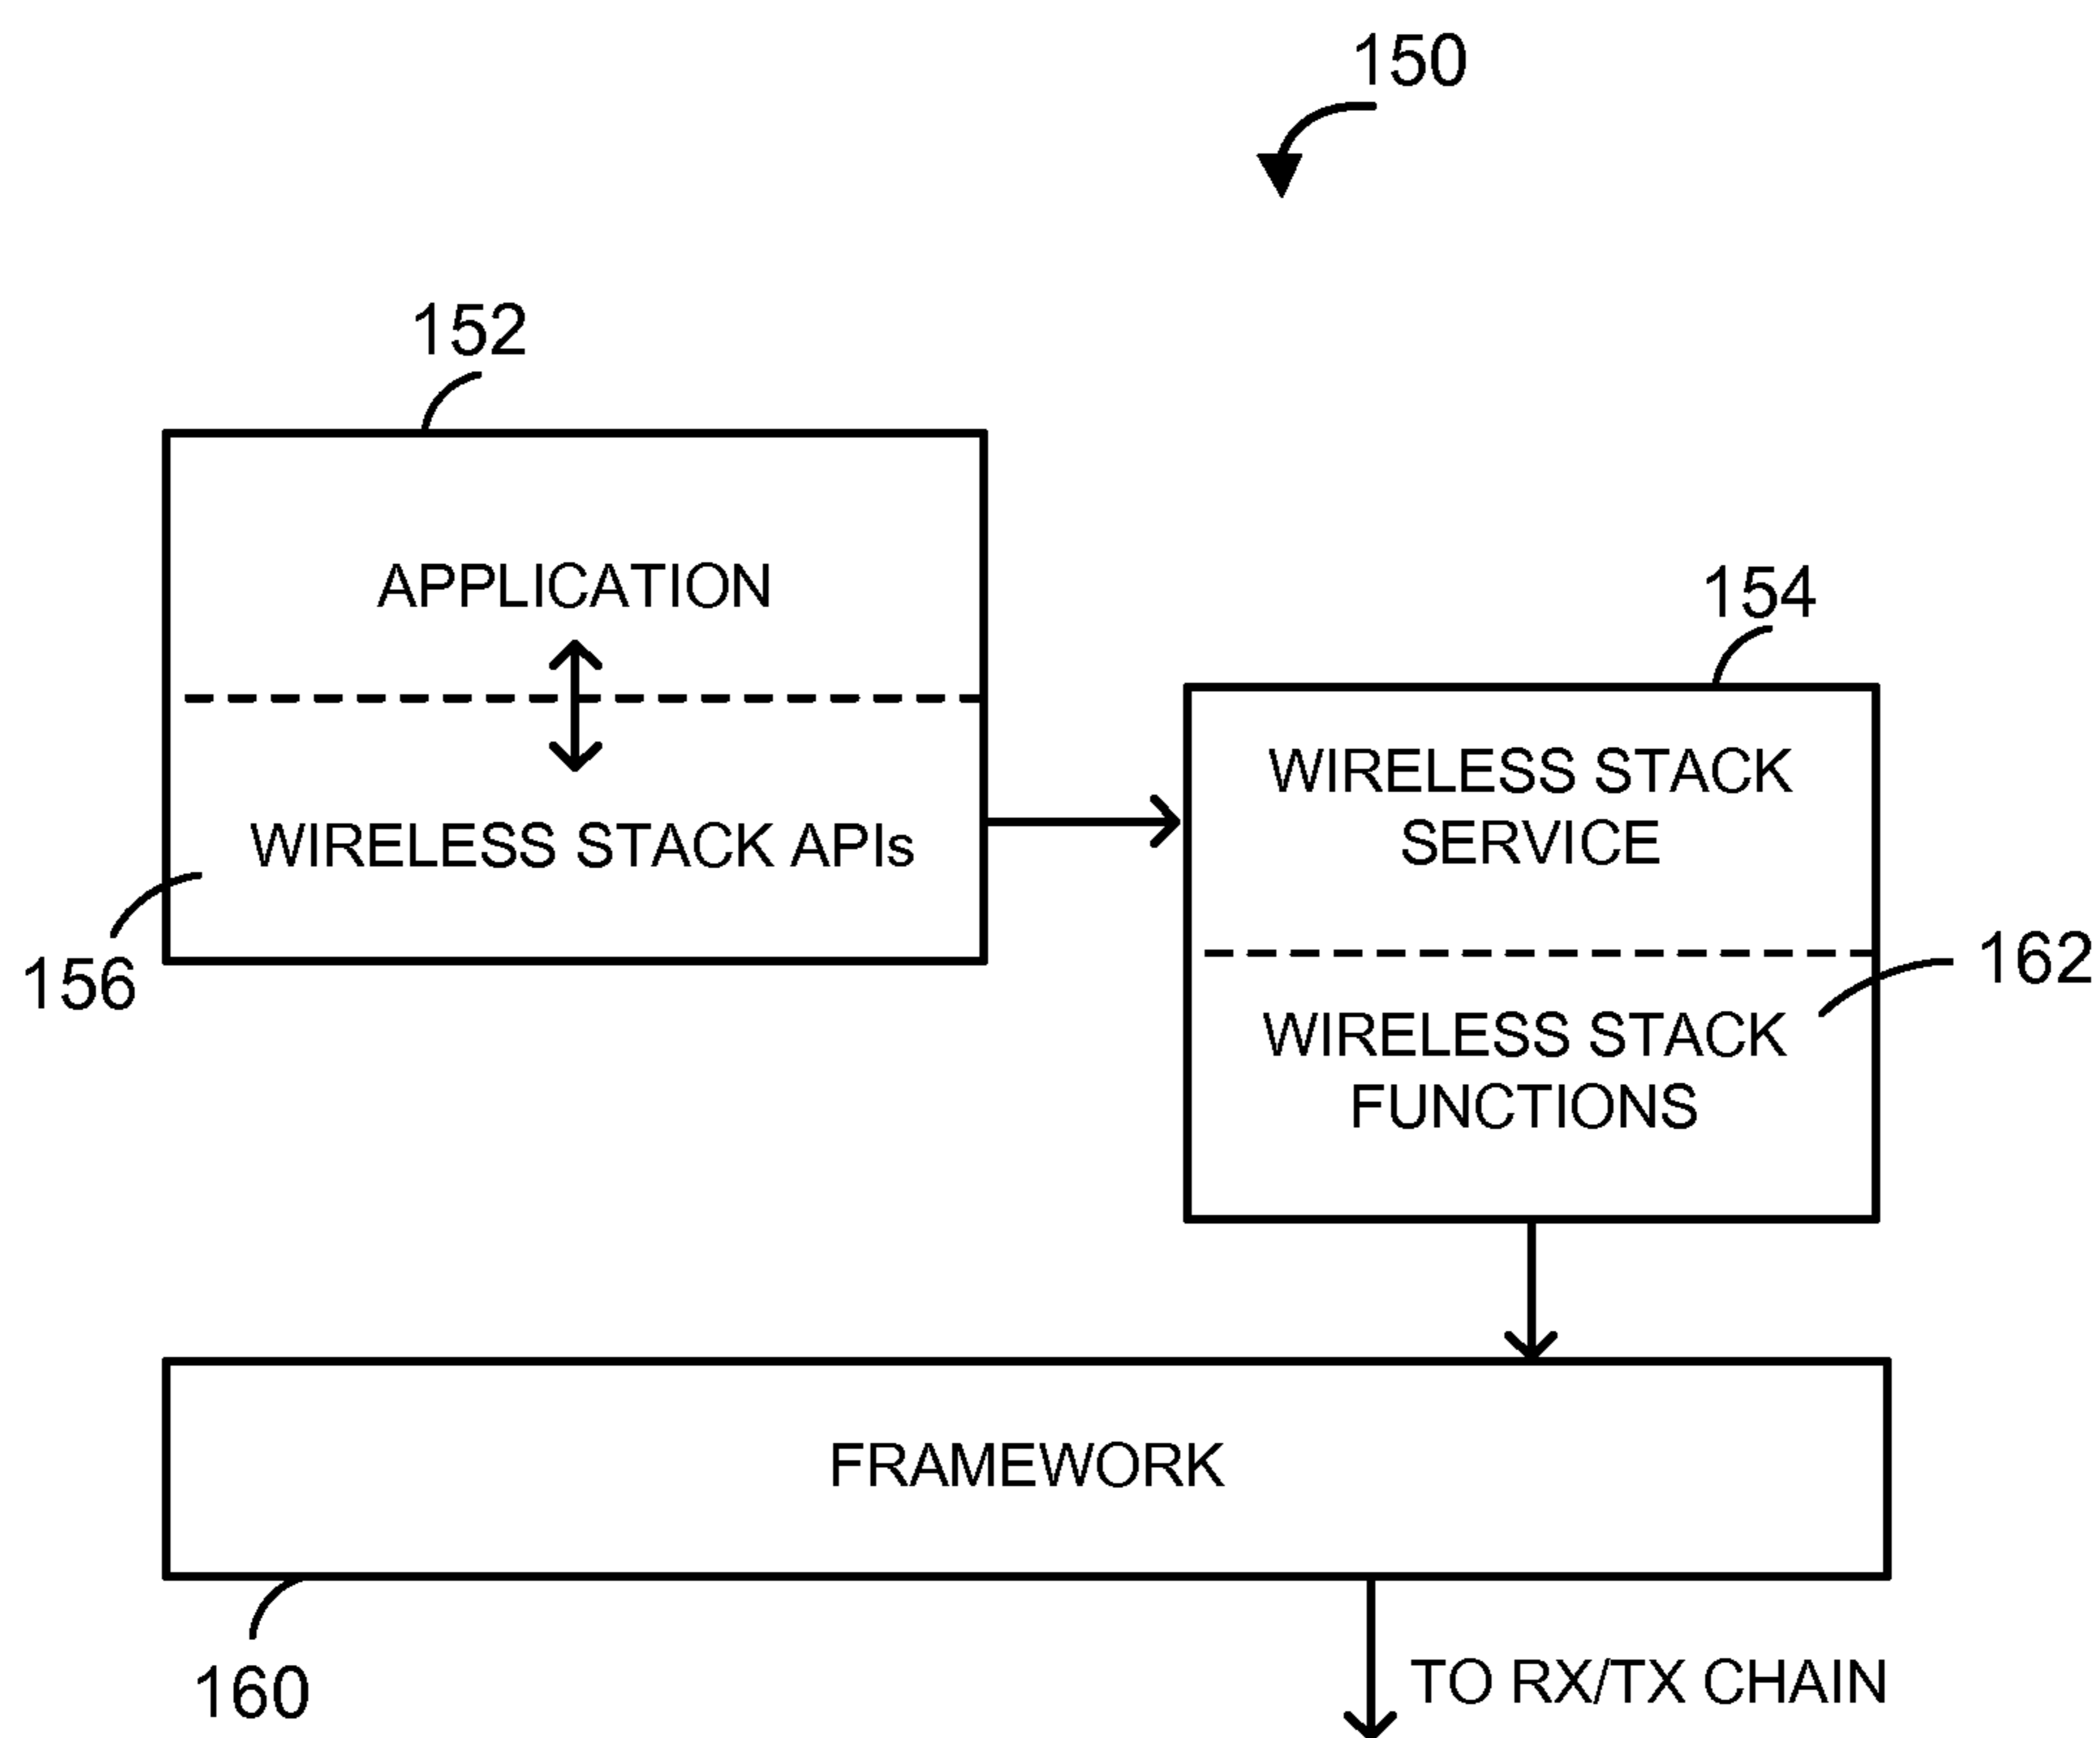 150
152
APPLICATION
154
WIRELESS STACK
SERVICE
WIRELESS STACK APIs
156
162
WIRELESS STACK
FUNCTIONS
FRAMEWORK
160
TO RX/TX CHAIN